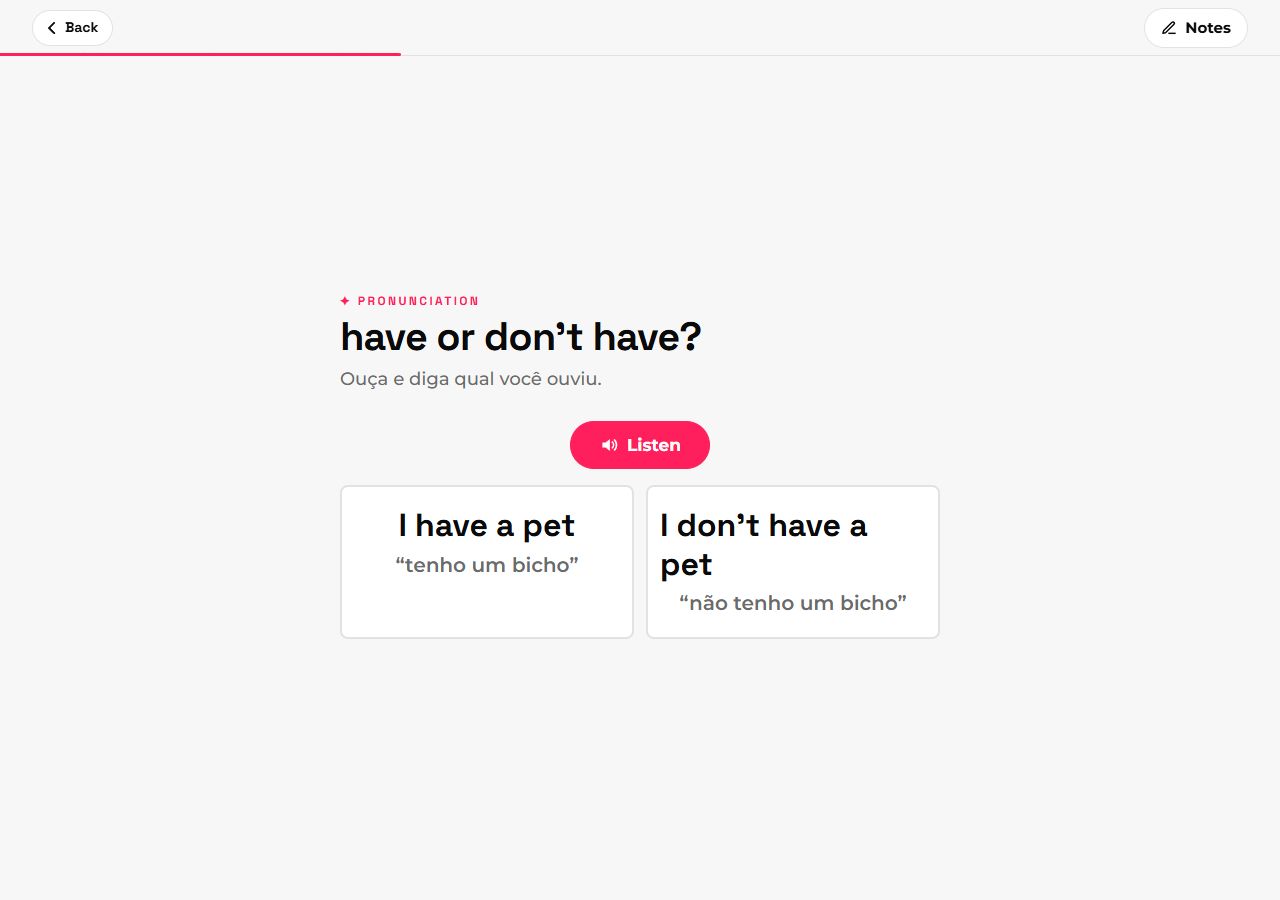 Back
Notes
✦ PRONUNCIATION
have or don’t have?
Ouça e diga qual você ouviu.
Listen
I have a pet
“tenho um bicho”
I don’t have a
pet
“não tenho um bicho”